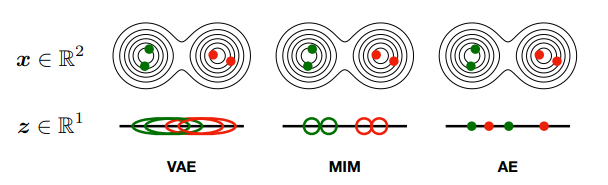 x ∈ ℝ²
z ∈ ℝ¹
VAE MIM AE